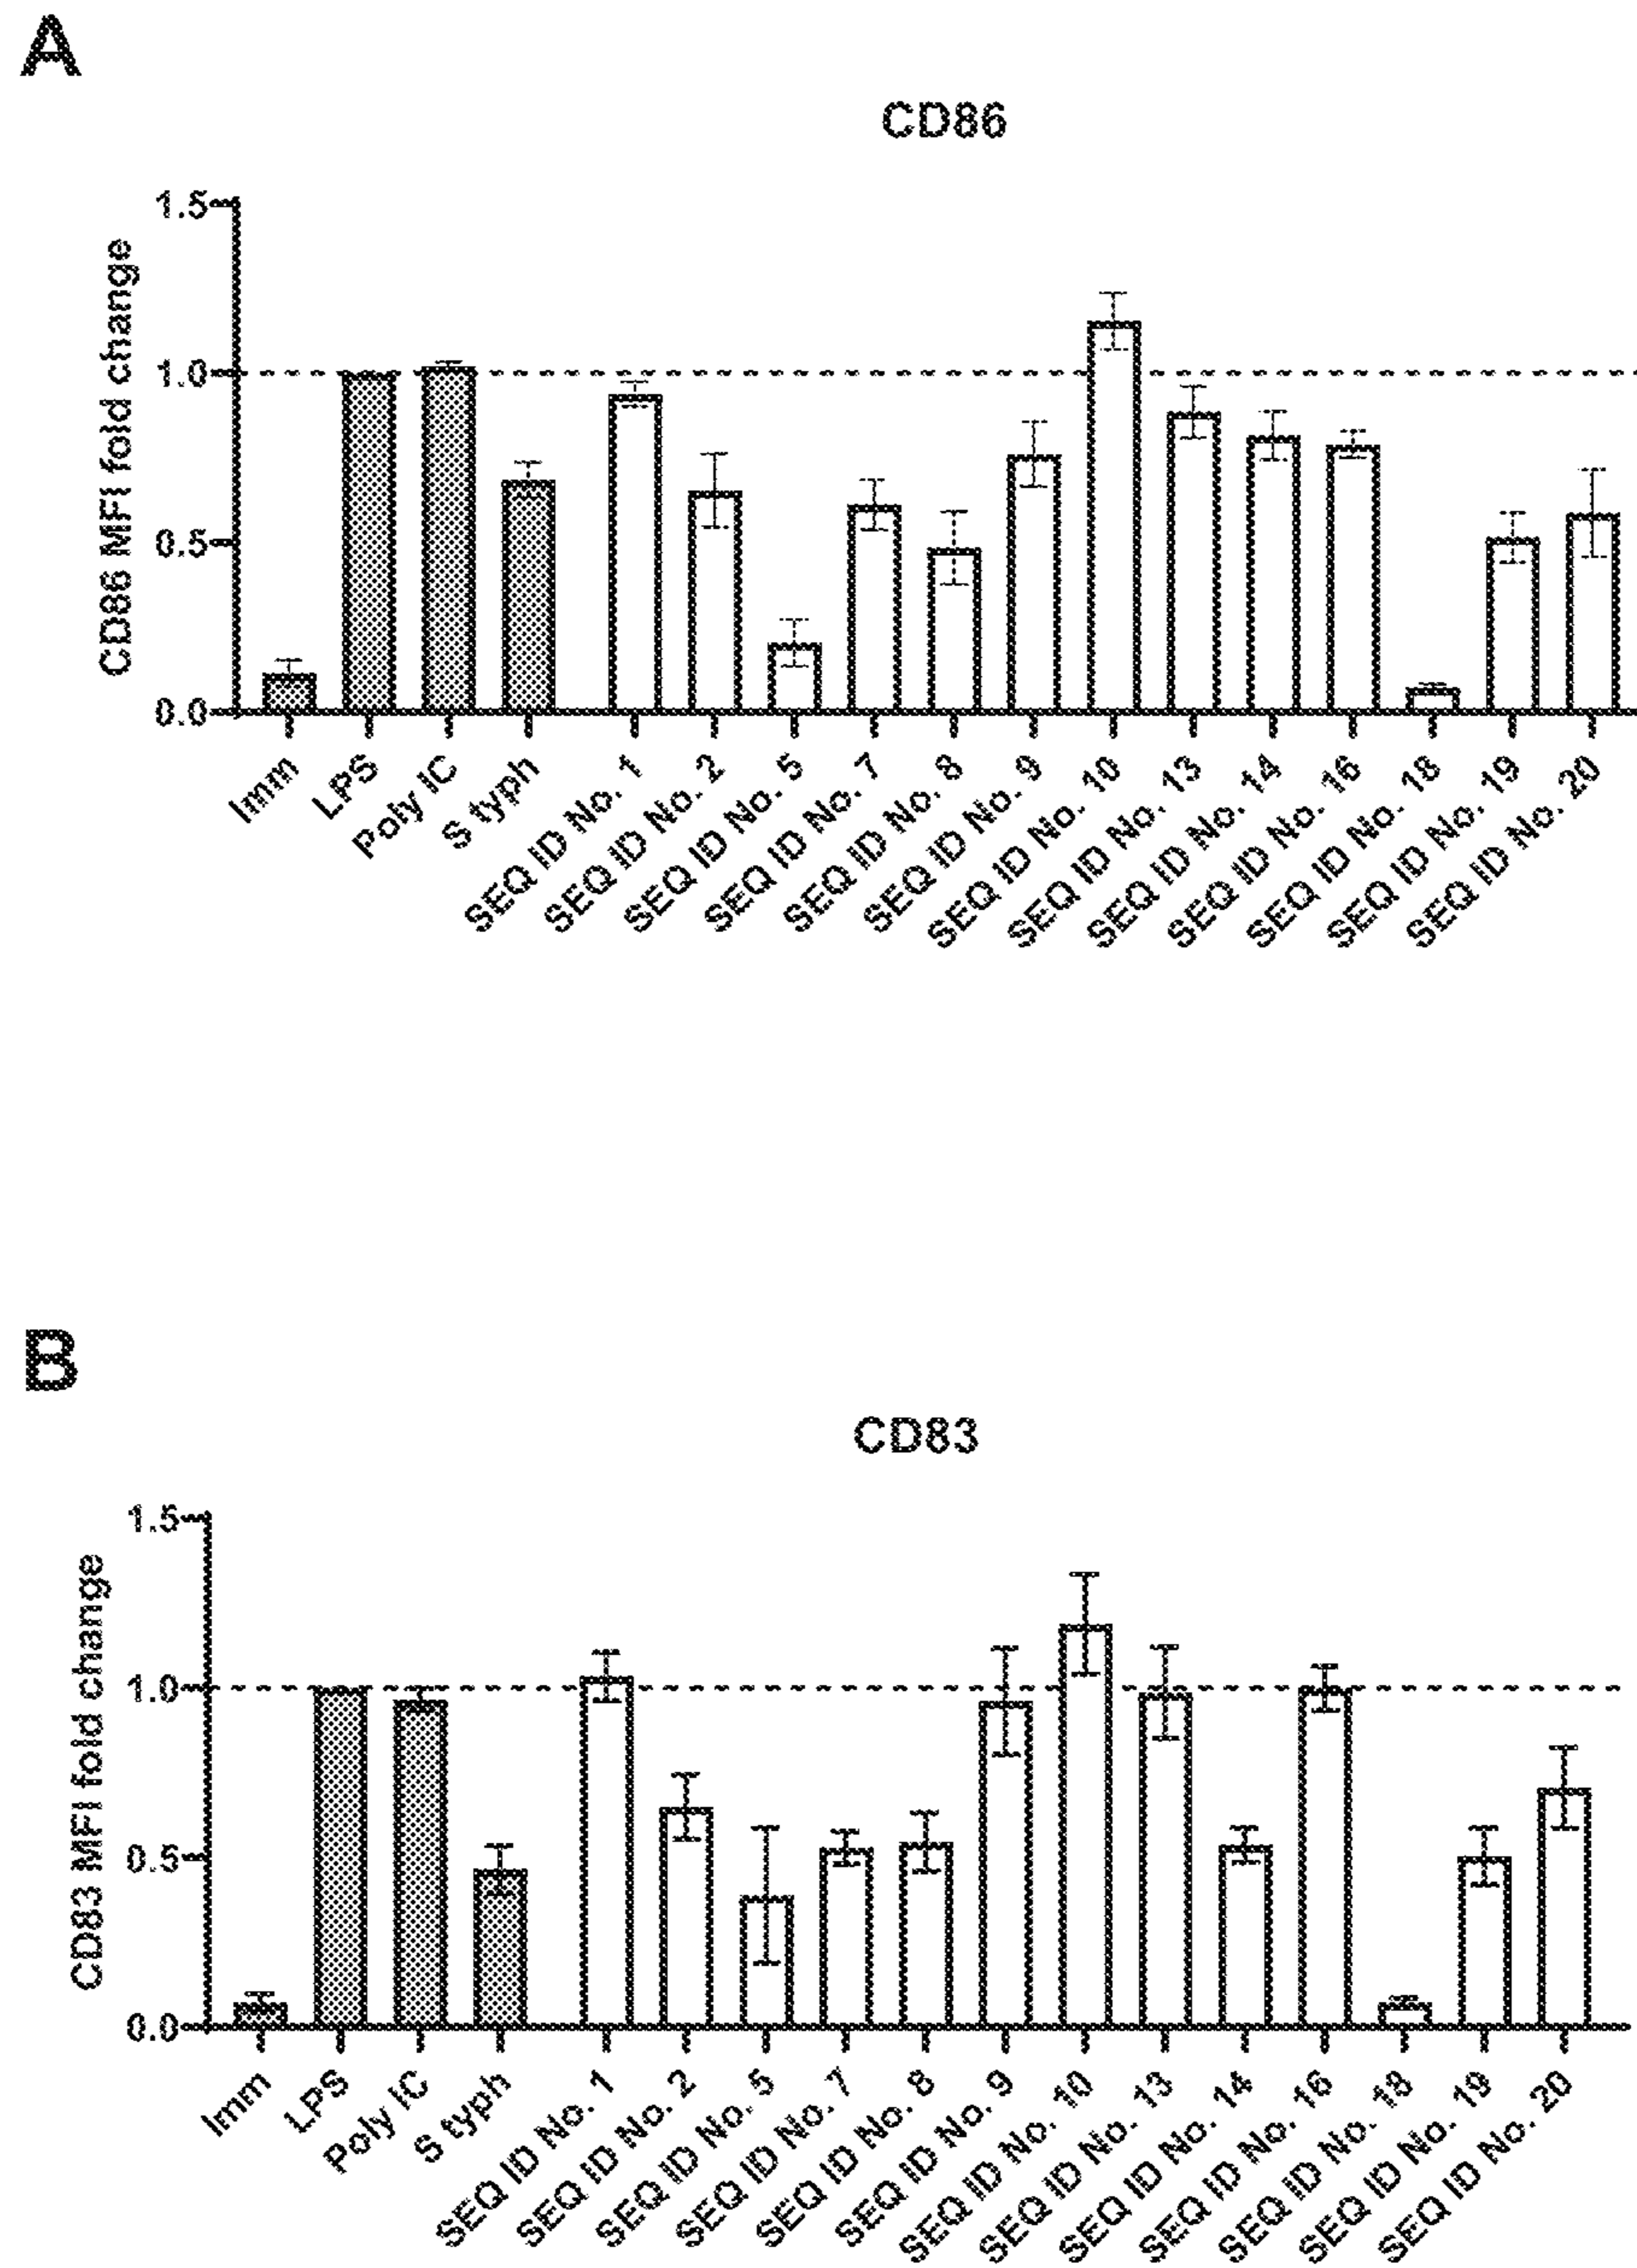 A
CD86
CD86 MFI fold change
1.5
1.0
0.5
0.0
Imm
LPS
Poly IC
S typh
SEQ ID No. 1
SEQ ID No. 2
SEQ ID No. 5
SEQ ID No. 7
SEQ ID No. 8
SEQ ID No. 9
SEQ ID No. 10
SEQ ID No. 13
SEQ ID No. 14
SEQ ID No. 16
SEQ ID No. 18
SEQ ID No. 19
SEQ ID No. 20
B
CD83
CD83 MFI fold change
1.5
1.0
0.5
0.0
Imm
LPS
Poly IC
S typh
SEQ ID No. 1
SEQ ID No. 2
SEQ ID No. 5
SEQ ID No. 7
SEQ ID No. 8
SEQ ID No. 9
SEQ ID No. 10
SEQ ID No. 13
SEQ ID No. 14
SEQ ID No. 16
SEQ ID No. 18
SEQ ID No. 19
SEQ ID No. 20